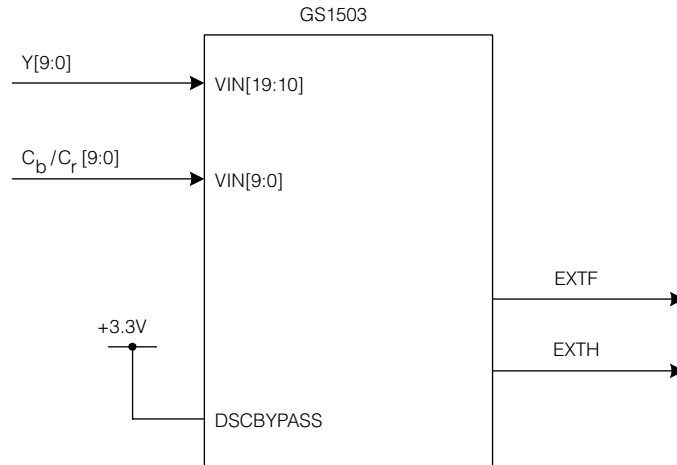 GS1503
Y[9:0]
VIN[19:10]
Cb/Cr [9:0]
VIN[9:0]
EXTF
+3.3V
EXTH
DSCBYPASS